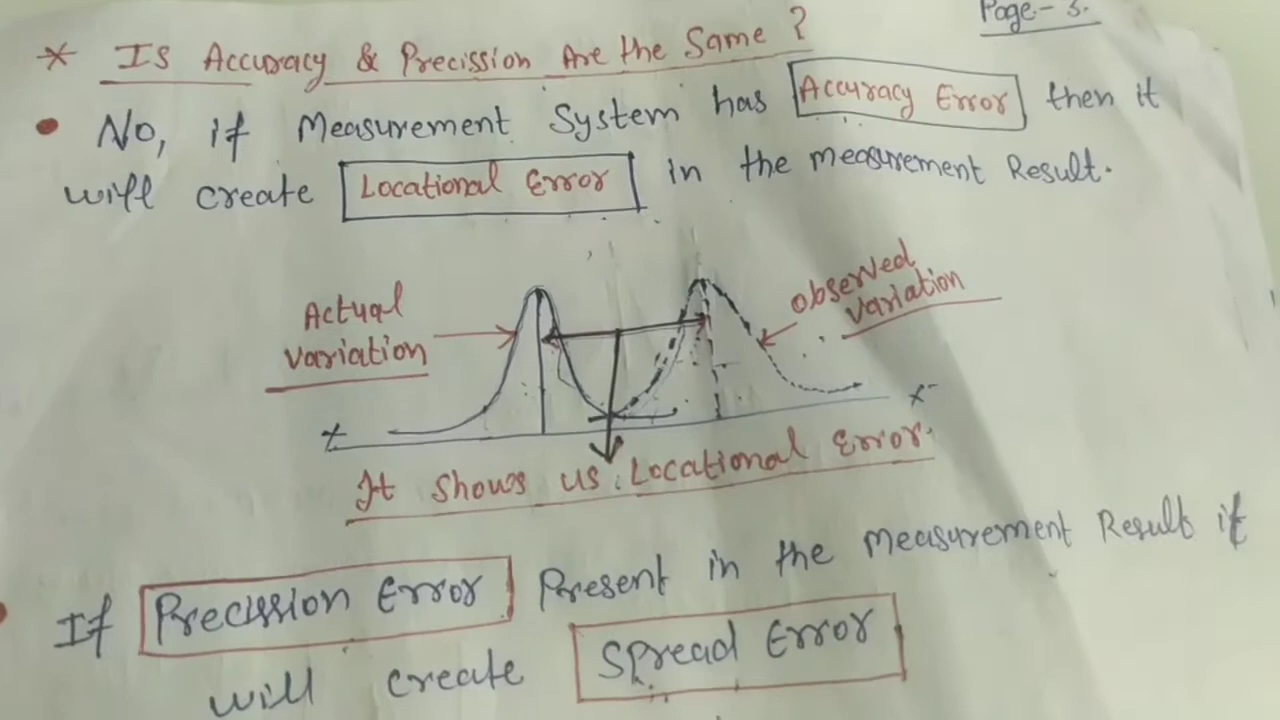 Page - 3.
* Is Accuracy & Precission Are the Same ?
• No, if Measurement System has Accuracy Error then it
will create Locational Error in the measurement Result.
Actual
variation
observed
variation
It shows us Locational Error.
• If Precission Error Present in the measurement Result it
will create Spread Error